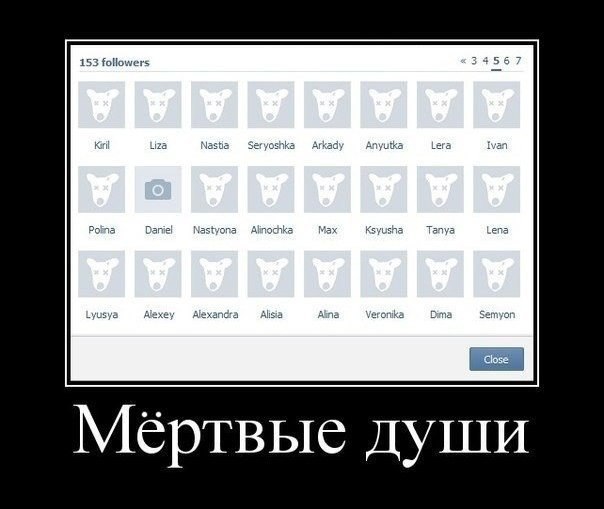 153 followers « 3 4 5 6 7
Kiril Liza Nastia Seryoshka Arkady Anyutka Lera Ivan
Polina Daniel Nastyona Alinochka Max Ksyusha Tanya Lena
Lyusya Alexey Alexandra Alisia Alina Veronika Dima Semyon
Close
Мёртвые души